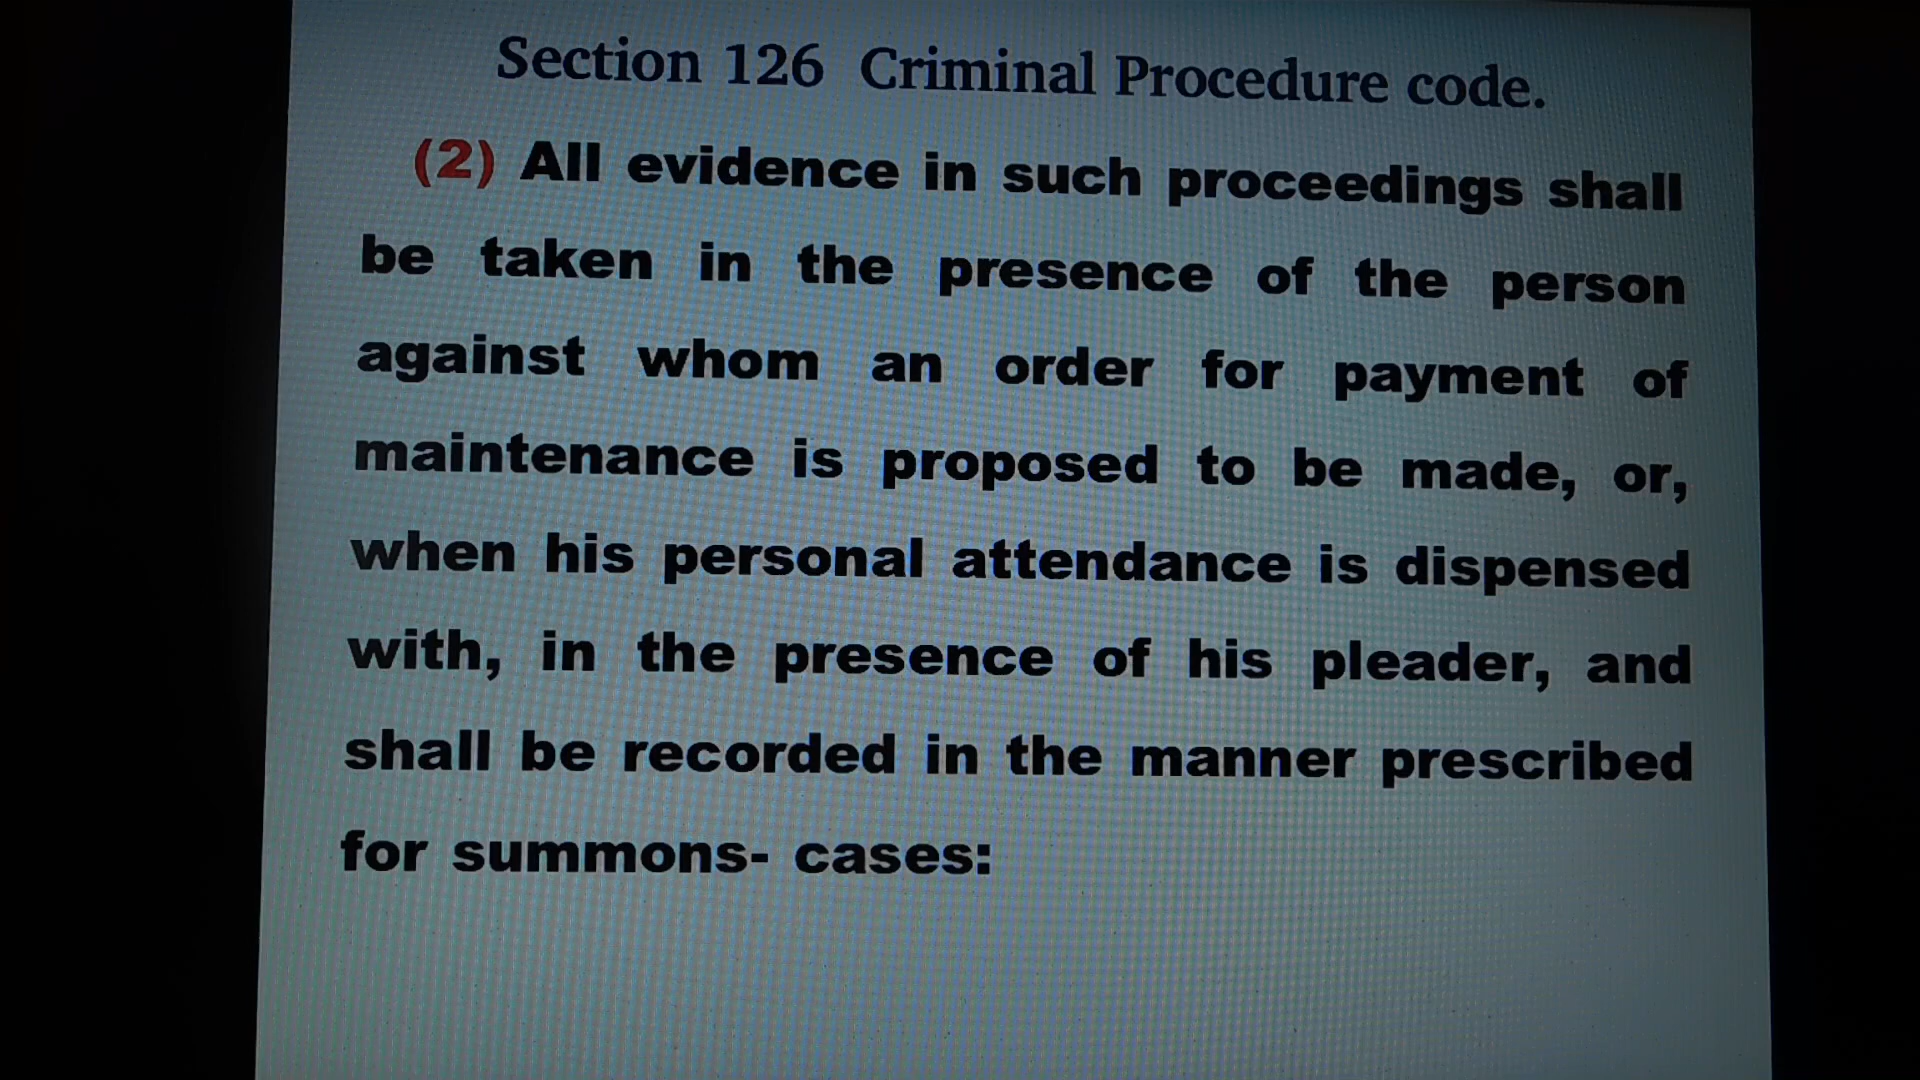 Section 126 Criminal Procedure code.
(2) All evidence in such proceedings shall
be taken in the presence of the person
against whom an order for payment of
maintenance is proposed to be made, or,
when his personal attendance is dispensed
with, in the presence of his pleader, and
shall be recorded in the manner prescribed
for summons- cases: